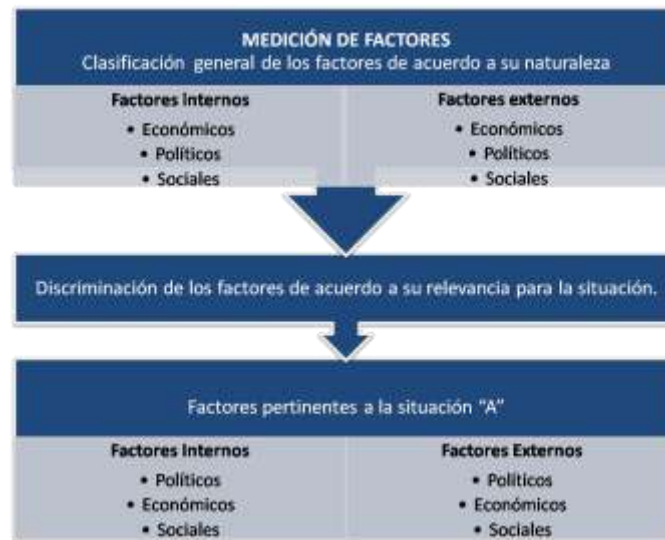 MEDICIÓN DE FACTORES
Clasificación general de los factores de acuerdo a su naturaleza
Factores Internos
• Económicos
• Políticos
• Sociales
Factores externos
• Económicos
• Políticos
• Sociales
Discriminación de los factores de acuerdo a su relevancia para la situación.
Factores pertinentes a la situación "A"
Factores Internos
• Políticos
• Económicos
• Sociales
Factores Externos
• Políticos
• Económicos
• Sociales